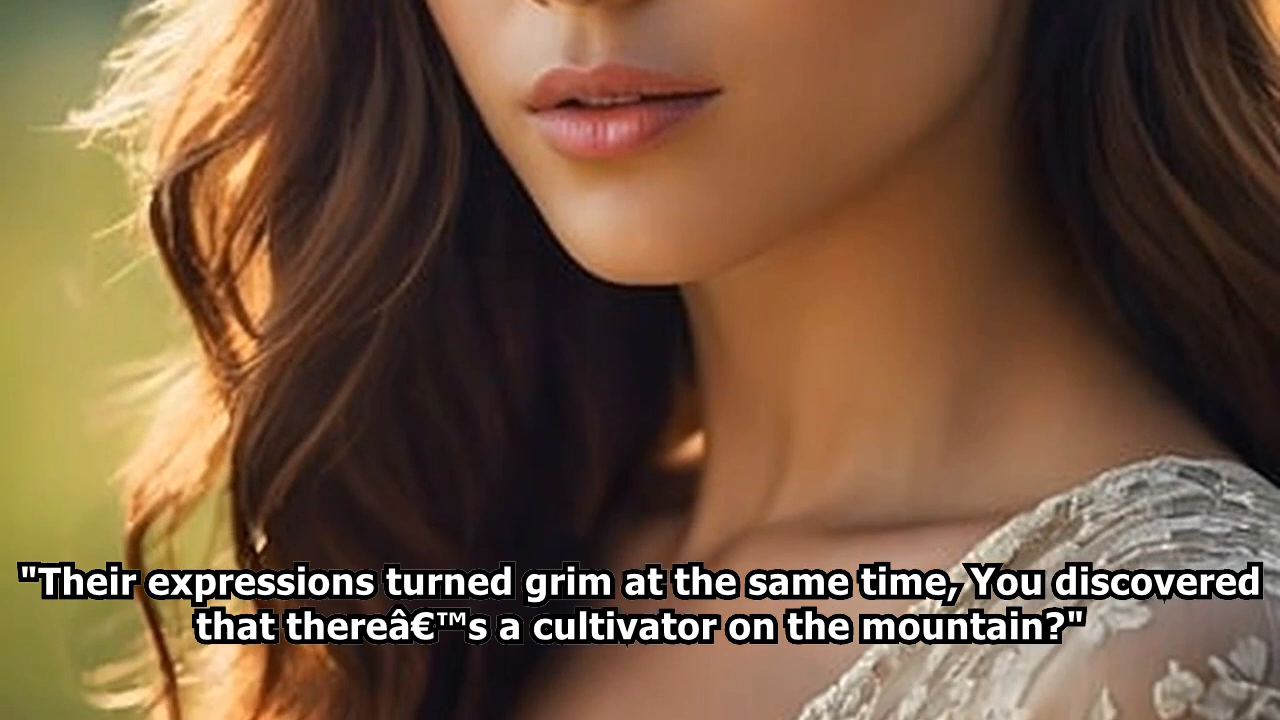 "Their expressions turned grim at the same time, You discovered
that thereâ€™s a cultivator on the mountain?"